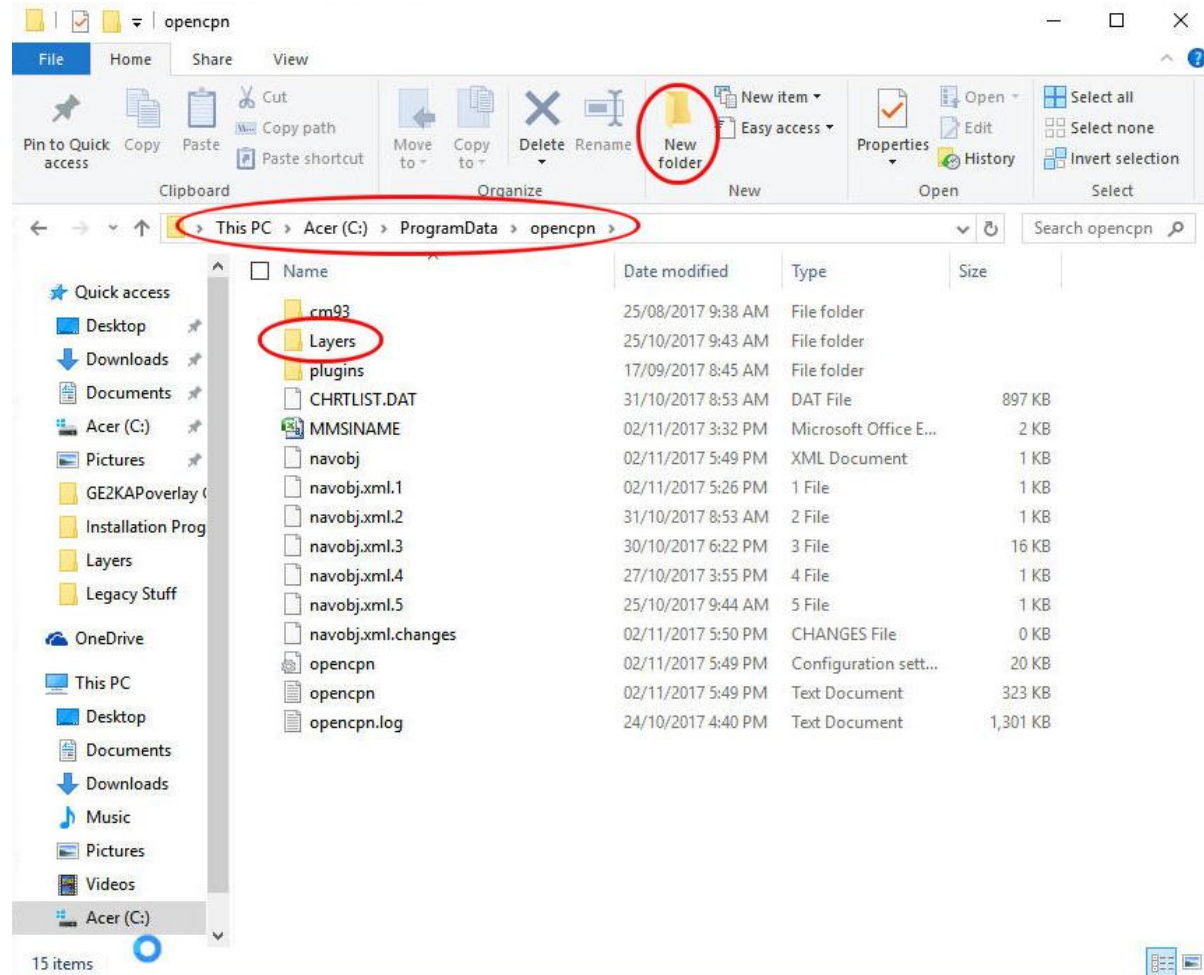 opencpn
File Home Share View
Pin to Quick access
Copy
Paste
Cut
Copy path
Paste shortcut
Clipboard
Move to
Copy to
Delete
Rename
Organize
New folder
New item
Easy access
New
Properties
Open
Edit
History
Open
Select all
Select none
Invert selection
Select
This PC > Acer (C:) > ProgramData > opencpn >
Search opencpn
Quick access
Desktop
Downloads
Documents
Acer (C:)
Pictures
GE2KAPoverlay
Installation Prog
Layers
Legacy Stuff
OneDrive
This PC
Desktop
Documents
Downloads
Music
Pictures
Videos
Acer (C:)
Name Date modified Type Size
cm93 25/08/2017 9:38 AM File folder
Layers 25/10/2017 9:43 AM File folder
plugins 17/09/2017 8:45 AM File folder
CHRTLIST.DAT 31/10/2017 8:53 AM DAT File 897 KB
MMSINAME 02/11/2017 3:32 PM Microsoft Office E... 2 KB
navobj 02/11/2017 5:49 PM XML Document 1 KB
navobj.xml.1 02/11/2017 5:26 PM 1 File 1 KB
navobj.xml.2 31/10/2017 8:53 AM 2 File 1 KB
navobj.xml.3 30/10/2017 6:22 PM 3 File 16 KB
navobj.xml.4 27/10/2017 3:55 PM 4 File 1 KB
navobj.xml.5 25/10/2017 9:44 AM 5 File 1 KB
navobj.xml.changes 02/11/2017 5:50 PM CHANGES File 0 KB
opencpn 02/11/2017 5:49 PM Configuration sett... 20 KB
opencpn 02/11/2017 5:49 PM Text Document 323 KB
opencpn.log 24/10/2017 4:40 PM Text Document 1,301 KB
15 items